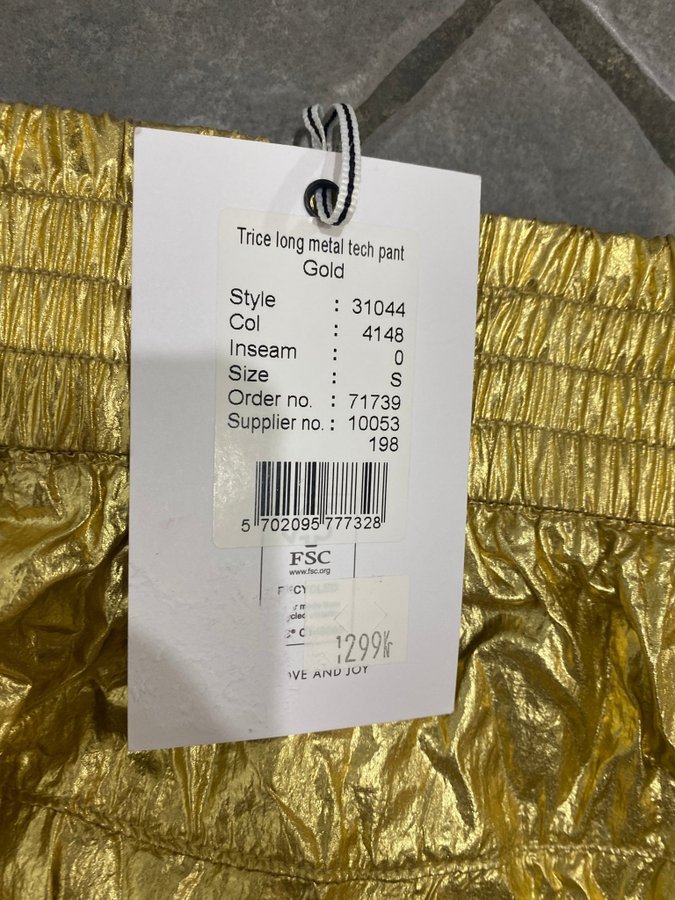 Trice long metal tech pant
Gold
Style : 31044
Col : 4148
Inseam : 0
Size : S
Order no. : 71739
Supplier no. : 10053
198
5 702095 777328
FSC
www.fsc.org
1299kr
AND JOY